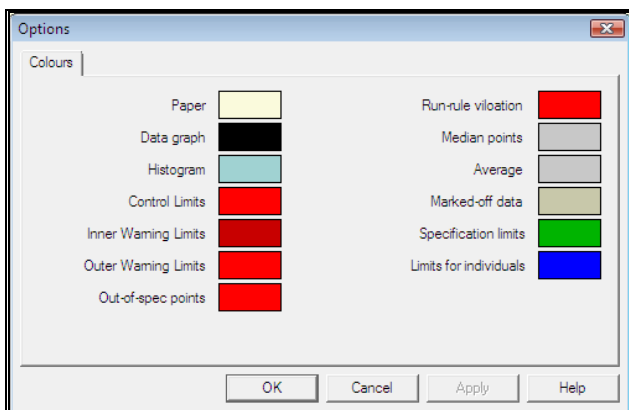 Options
Colours
Paper
Data graph
Histogram
Control Limits
Inner Warning Limits
Outer Warning Limits
Out-of-spec points
Run-rule viloation
Median points
Average
Marked-off data
Specification limits
Limits for individuals
OK
Cancel
Apply
Help